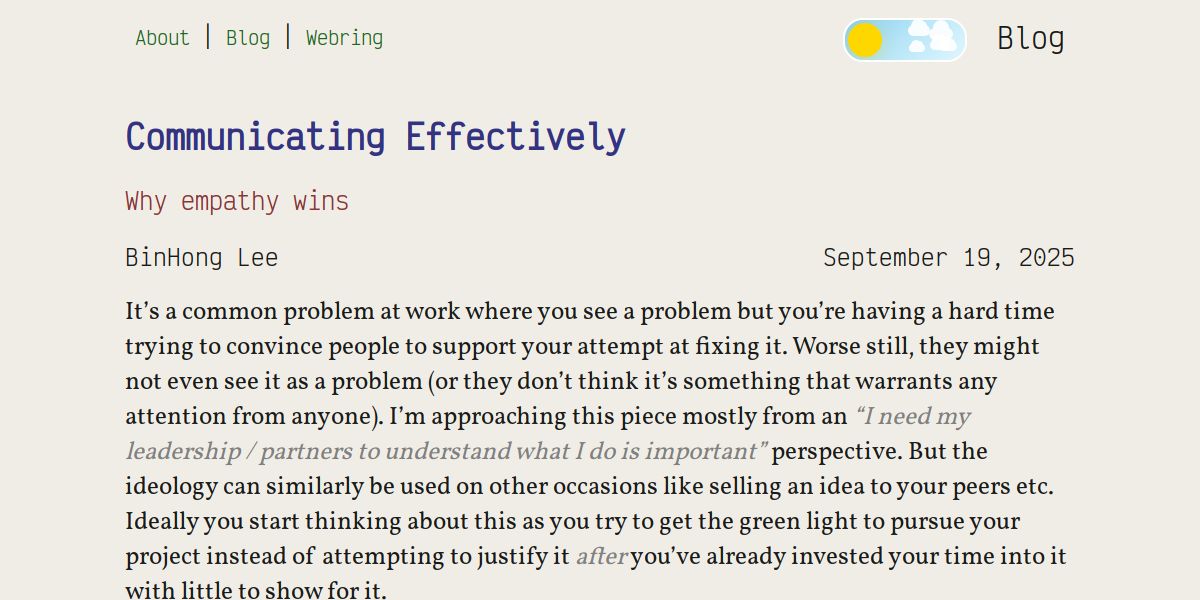 About | Blog | Webring
Blog
Communicating Effectively
Why empathy wins
BinHong Lee
September 19, 2025
It’s a common problem at work where you see a problem but you’re having a hard time
trying to convince people to support your attempt at fixing it. Worse still, they might
not even see it as a problem (or they don’t think it’s something that warrants any
attention from anyone). I’m approaching this piece mostly from an “I need my
leadership / partners to understand what I do is important” perspective. But the
ideology can similarly be used on other occasions like selling an idea to your peers etc.
Ideally you start thinking about this as you try to get the green light to pursue your
project instead of attempting to justify it after you’ve already invested your time into it
with little to show for it.